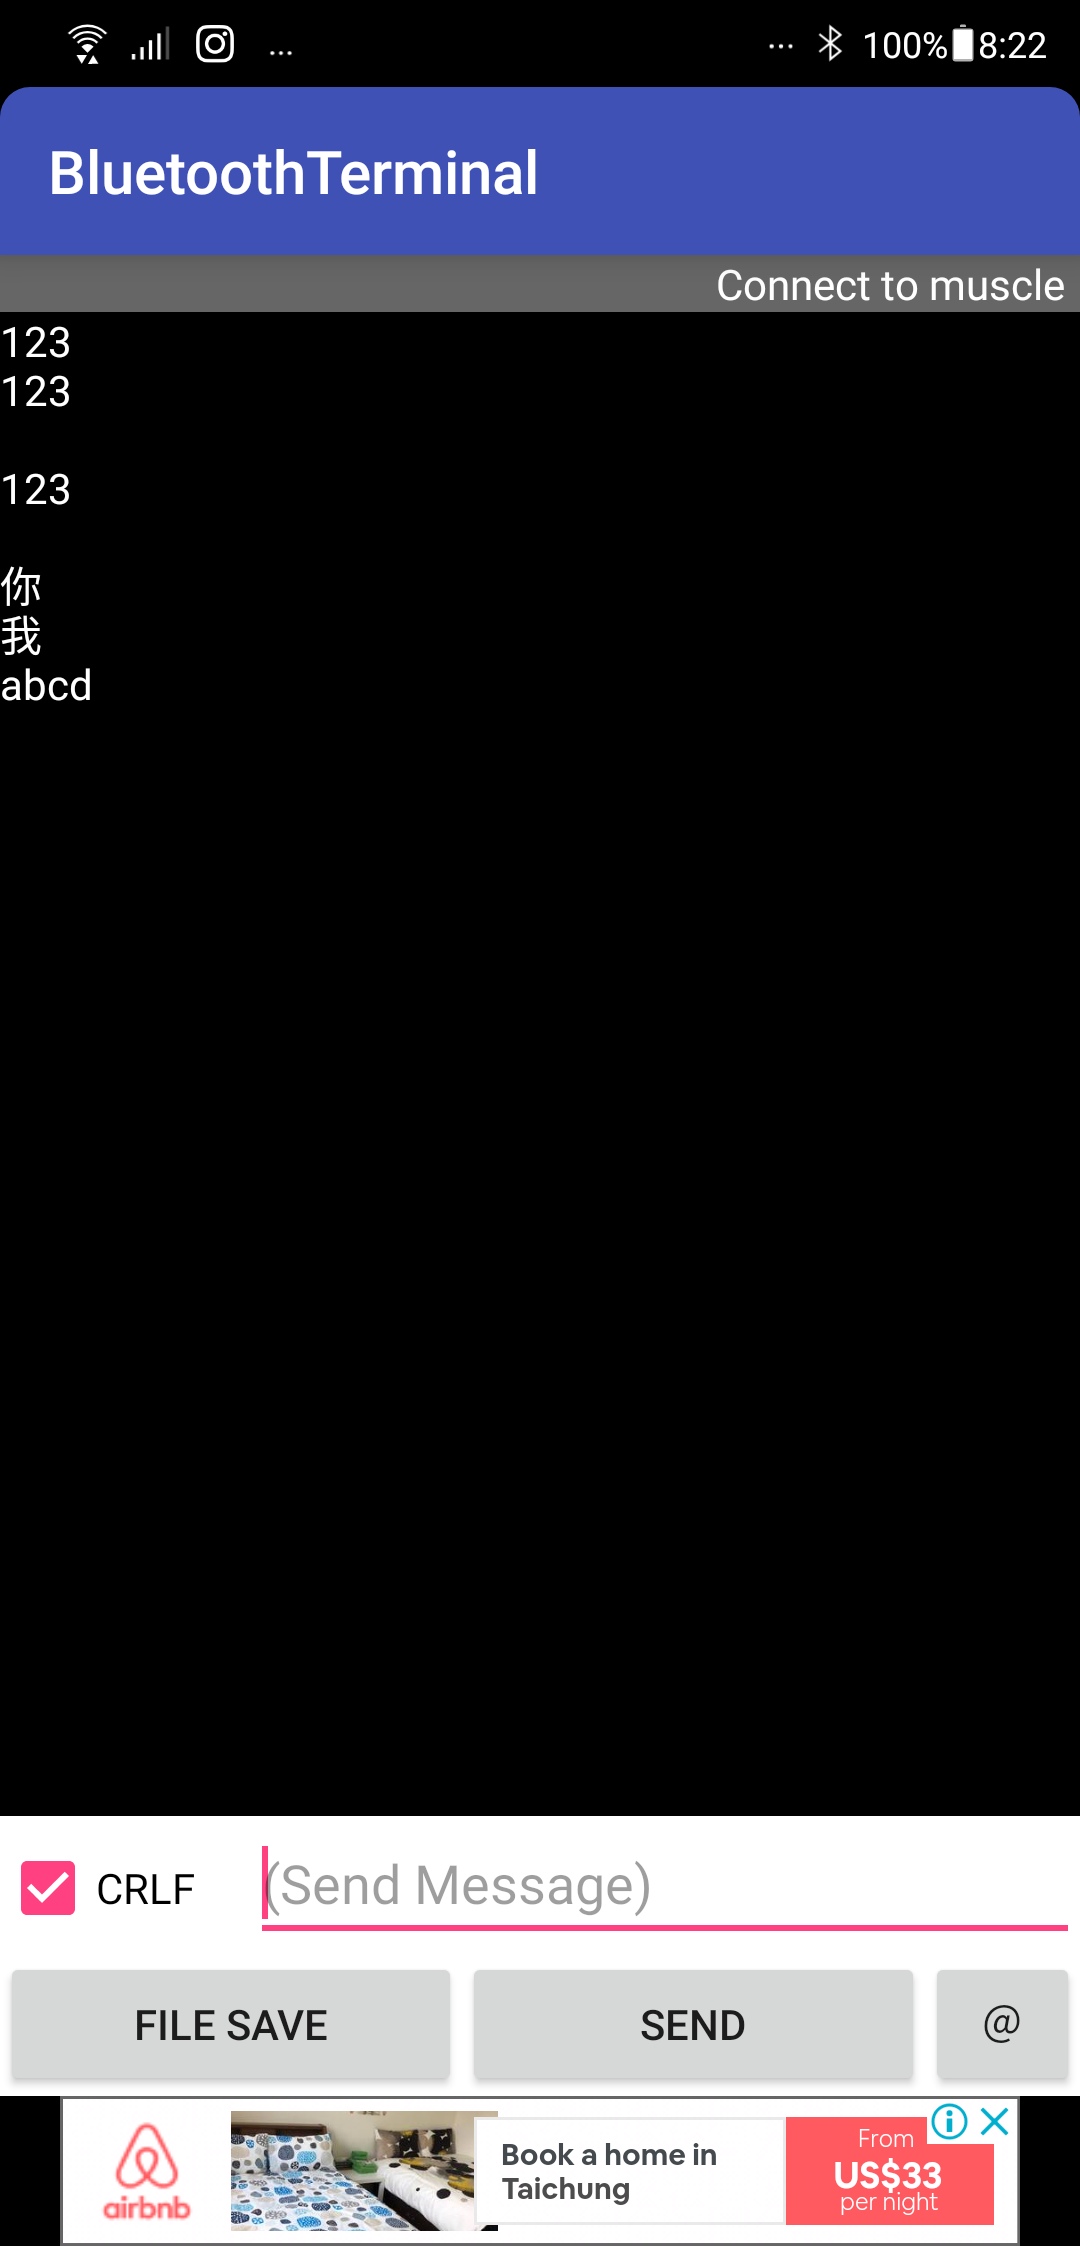 ... ... 100% 8:22
BluetoothTerminal
Connect to muscle
123
123
123
你
我
abcd
CRLF (Send Message)
FILE SAVE SEND @
airbnb
Book a home in
Taichung
From
US$33
per night